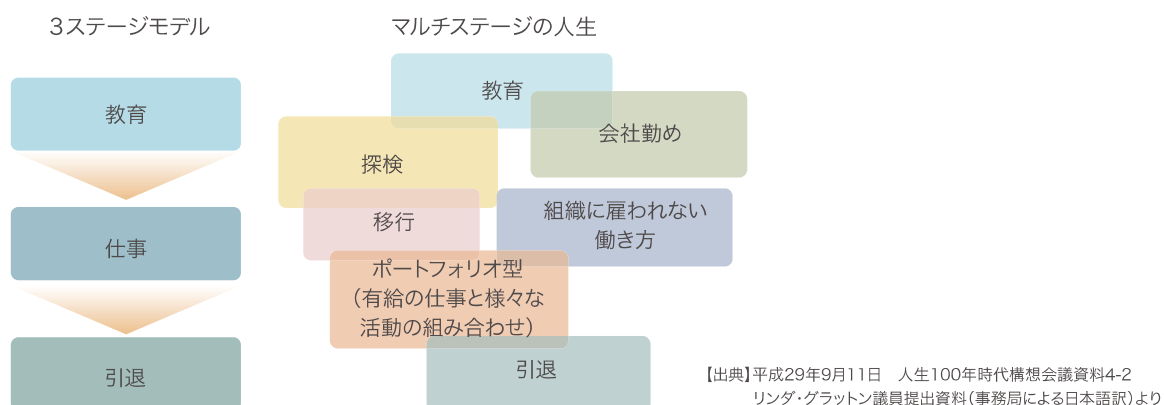 3ステージモデル
教育
仕事
引退
マルチステージの人生
教育
会社勤め
探検
移行
組織に雇われない
働き方
ポートフォリオ型
（有給の仕事と様々な
活動の組み合わせ）
引退
【出典】平成29年9月11日　人生100年時代構想会議資料4-2
リンダ・グラットン議員提出資料（事務局による日本語訳）より